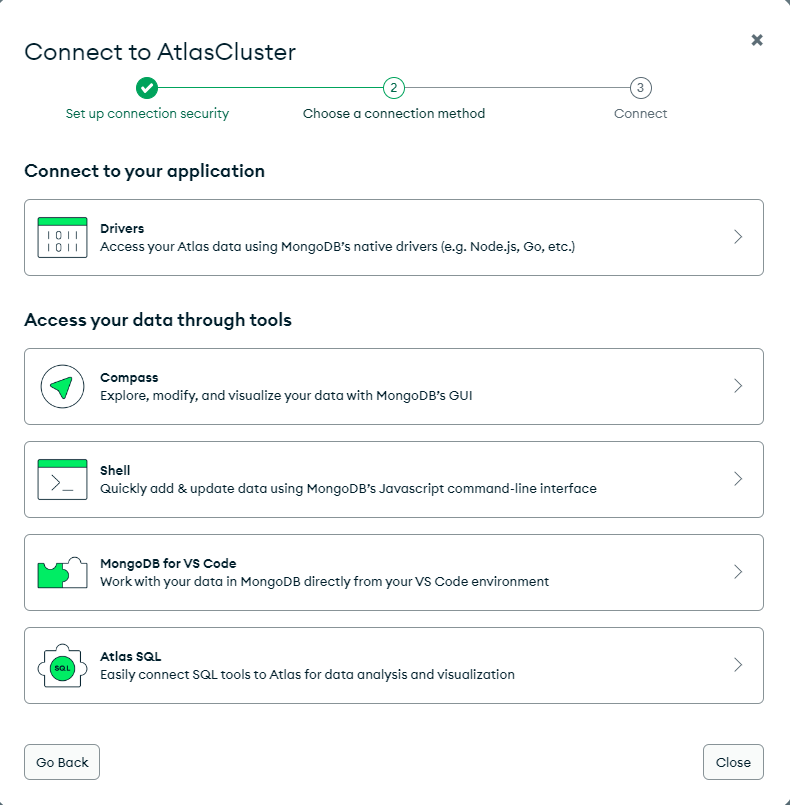 Connect to AtlasCluster
2
3
Set up connection security
Choose a connection method
Connect
Connect to your application
1011
1011
Drivers
Access your Atlas data using MongoDB's native drivers (e.g. Node.js, Go, etc.)
Access your data through tools
Compass
Explore, modify, and visualize your data with MongoDB's GUI
>_
Shell
Quickly add & update data using MongoDB's Javascript command-line interface
MongoDB for VS Code
Work with your data in MongoDB directly from your VS Code environment
SQL
Atlas SQL
Easily connect SQL tools to Atlas for data analysis and visualization
Go Back
Close